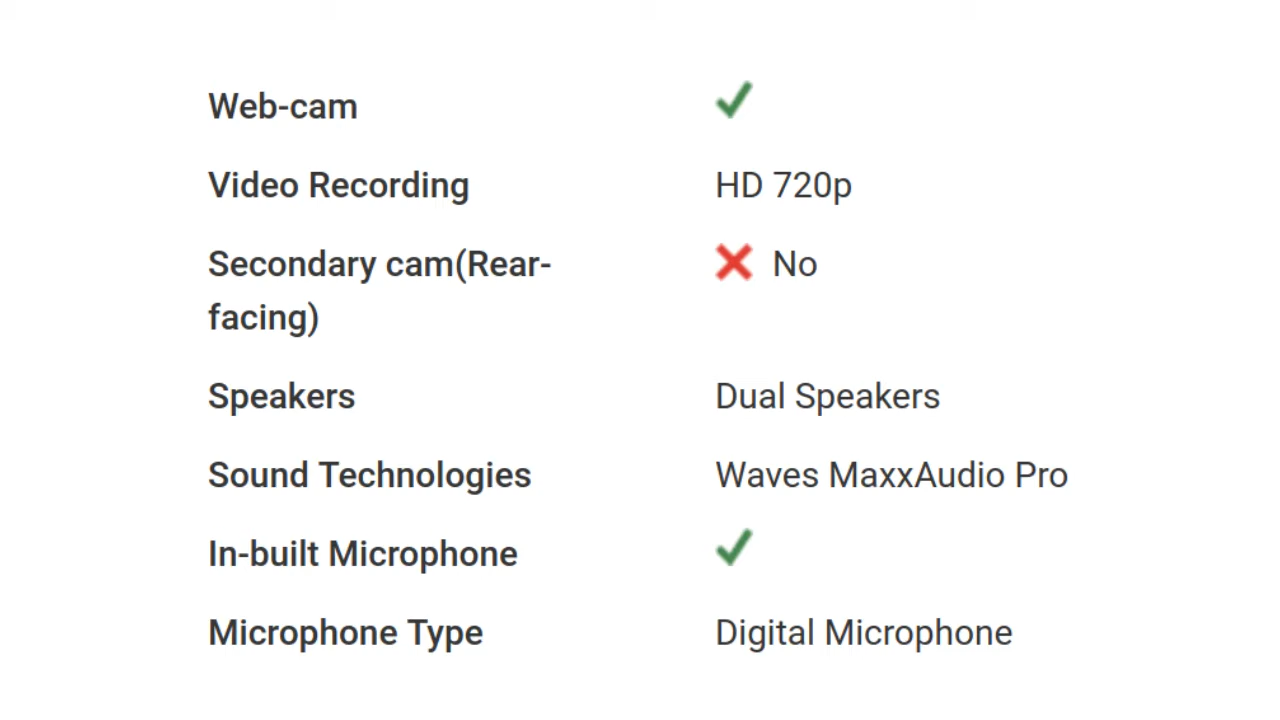 Web-cam ✔
Video Recording HD 720p
Secondary cam(Rear- ❌ No
facing)
Speakers Dual Speakers
Sound Technologies Waves MaxxAudio Pro
In-built Microphone ✔
Microphone Type Digital Microphone